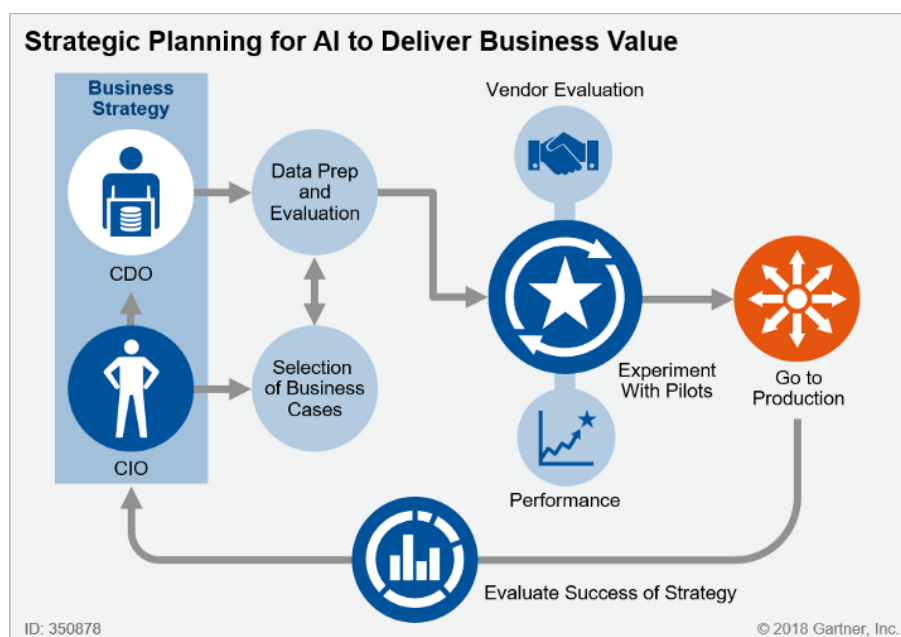 Strategic Planning for AI to Deliver Business Value
Business
Strategy
CDO
CIO
Data Prep
and
Evaluation
Selection
of Business
Cases
Vendor Evaluation
Experiment
With Pilots
Performance
Go to
Production
Evaluate Success of Strategy
ID: 350878
© 2018 Gartner, Inc.